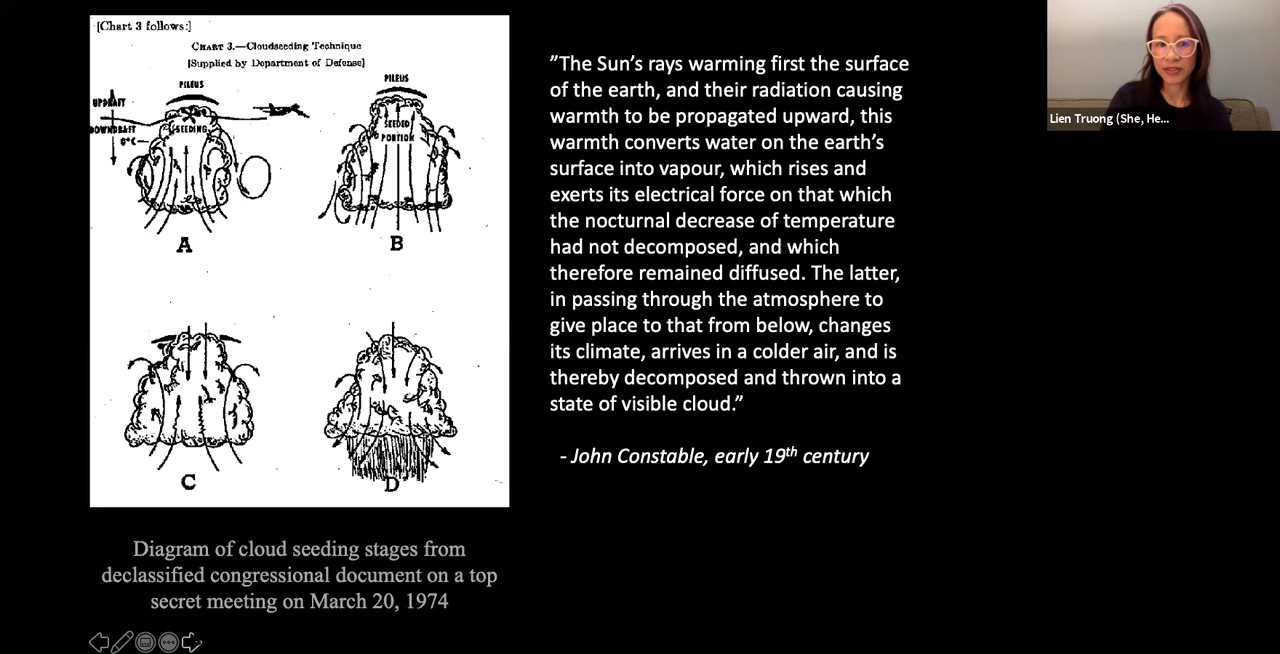 [Chart 3 follows:]
CHART 3.—Cloudseeding Technique
[Supplied by Department of Defense]
PILEUS
UPDRAFT
DOWNDRAFT
0°C
SEEDING
A
PILEUS
SEEDED
PORTION
B
C
D
Diagram of cloud seeding stages from
declassified congressional document on a top
secret meeting on March 20, 1974
”The Sun’s rays warming first the surface
of the earth, and their radiation causing
warmth to be propagated upward, this
warmth converts water on the earth’s
surface into vapour, which rises and
exerts its electrical force on that which
the nocturnal decrease of temperature
had not decomposed, and which
therefore remained diffused. The latter,
in passing through the atmosphere to
give place to that from below, changes
its climate, arrives in a colder air, and is
thereby decomposed and thrown into a
state of visible cloud.”
- John Constable, early 19th century
Lien Truong (She, He...